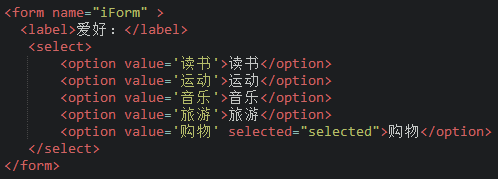 <form name="iForm" >
<label>爱好：</label>
<select>
<option value='读书'>读书</option>
<option value='运动'>运动</option>
<option value='音乐'>音乐</option>
<option value='旅游'>旅游</option>
<option value='购物' selected="selected">购物</option>
</select>
</form>